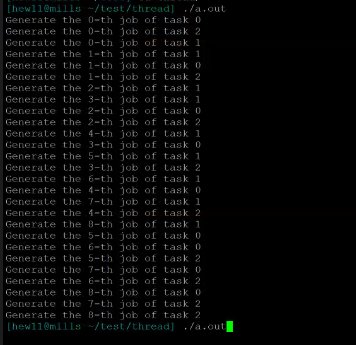 [hewll@mills ~/test/thread] ./a.out
Generate the 0-th job of task 0
Generate the 0-th job of task 2
Generate the 0-th job of task 1
Generate the 1-th job of task 1
Generate the 1-th job of task 0
Generate the 1-th job of task 2
Generate the 2-th job of task 1
Generate the 3-th job of task 1
Generate the 2-th job of task 0
Generate the 2-th job of task 2
Generate the 4-th job of task 1
Generate the 3-th job of task 0
Generate the 5-th job of task 1
Generate the 3-th job of task 2
Generate the 6-th job of task 1
Generate the 4-th job of task 0
Generate the 7-th job of task 1
Generate the 4-th job of task 2
Generate the 8-th job of task 1
Generate the 5-th job of task 0
Generate the 6-th job of task 0
Generate the 5-th job of task 2
Generate the 7-th job of task 0
Generate the 6-th job of task 2
Generate the 8-th job of task 0
Generate the 7-th job of task 2
Generate the 8-th job of task 2
[hewll@mills ~/test/thread] ./a.out